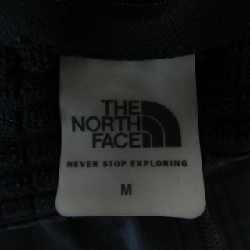 THE
NORTH
FACE
NEVER STOP EXPLORING
M